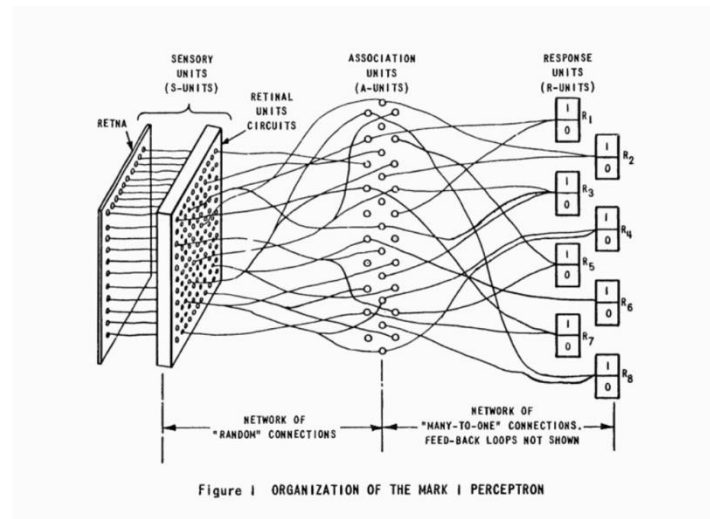 SENSORY
UNITS
(S-UNITS)
RETINAL
UNITS
CIRCUITS
RETNA
ASSOCIATION
UNITS
(A-UNITS)
RESPONSE
UNITS
(R-UNITS)
1
0
R1
1
0
R2
1
0
R3
1
0
R4
1
0
R5
1
0
R6
1
0
R7
1
0
R8
NETWORK OF
"RANDOM" CONNECTIONS
NETWORK OF
"MANY-TO-ONE" CONNECTIONS.
FEED-BACK LOOPS NOT SHOWN
Figure 1 ORGANIZATION OF THE MARK 1 PERCEPTRON